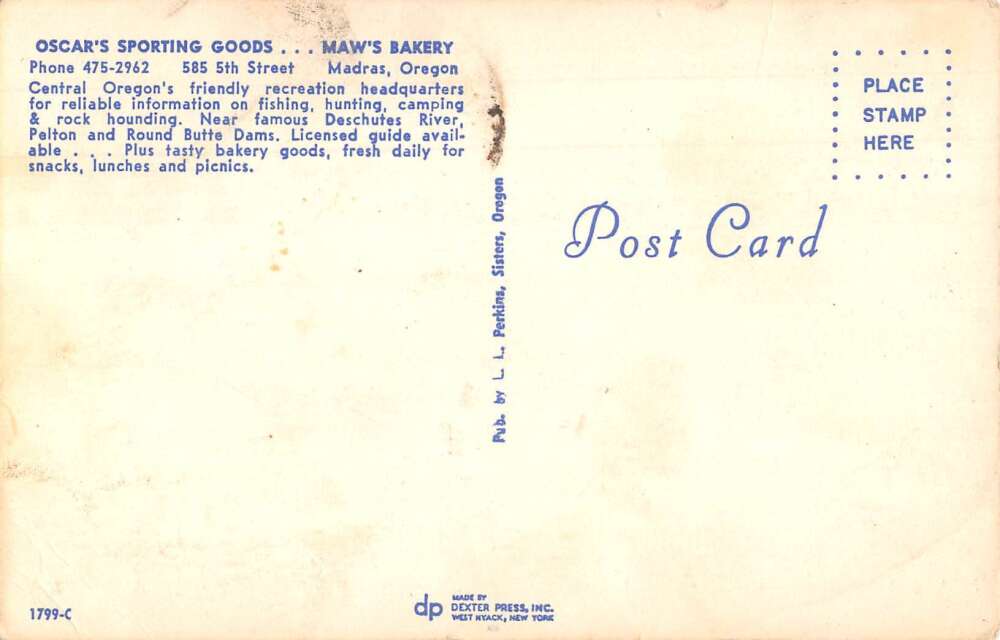 OSCAR'S SPORTING GOODS . . . MAW'S BAKERY
Phone 475-2962 585 5th Street Madras, Oregon
Central Oregon's friendly recreation headquarters
for reliable information on fishing, hunting, camping
& rock hounding. Near famous Deschutes River,
Pelton and Round Butte Dams. Licensed guide avail-
able . . . Plus tasty bakery goods, fresh daily for
snacks, lunches and picnics.
Pub. by L. L. Perkins, Sisters, Oregon
PLACE
STAMP
HERE
Post Card
1799-C
dp
MADE BY
DEXTER PRESS, INC.
WEST NYACK, NEW YORK